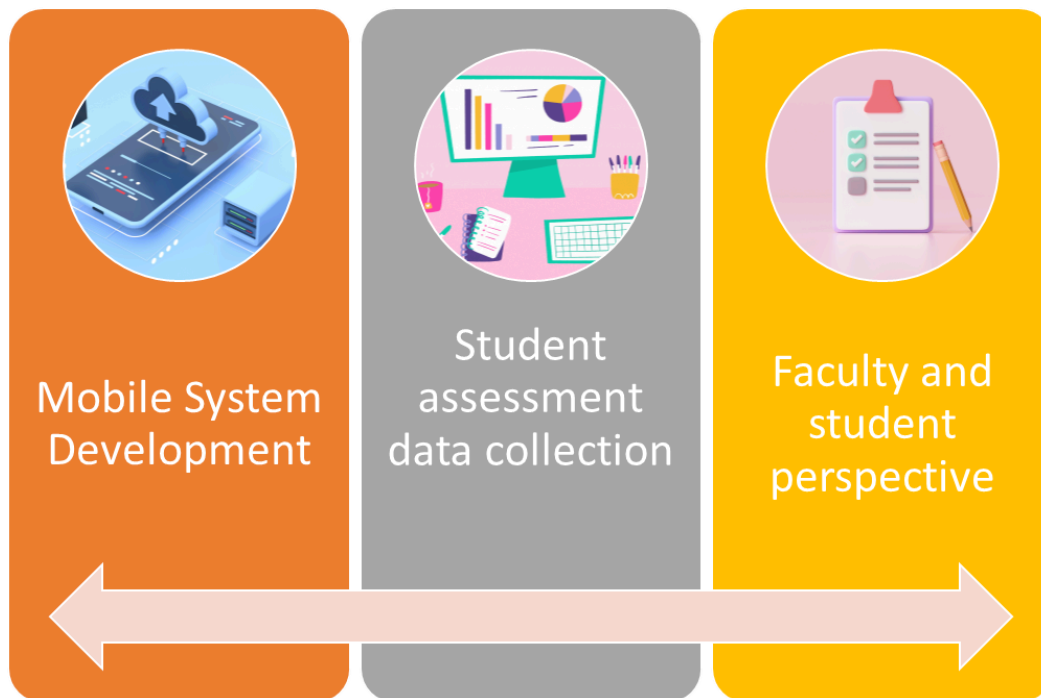 Mobile System
Development
Student
assessment
data collection
Faculty and
student
perspective